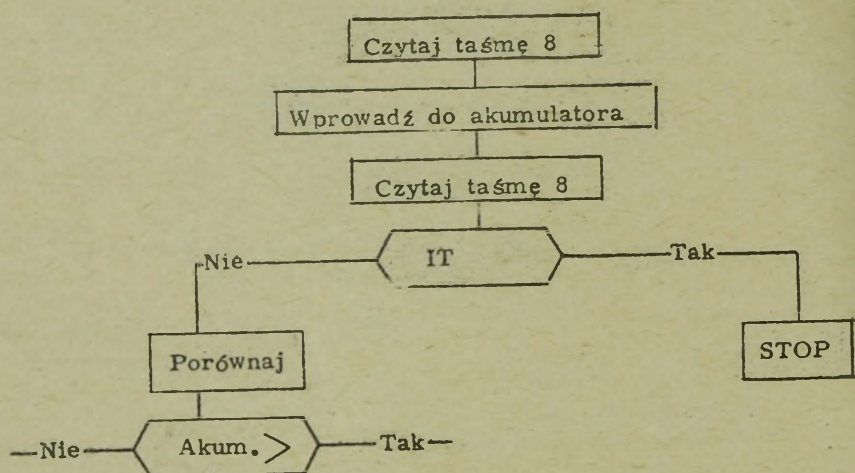 Czytaj taśmę 8
Wprowadź do akumulatora
Czytaj taśmę 8
Nie
IT
Tak
Porównaj
STOP
Nie
Akum. >
Tak